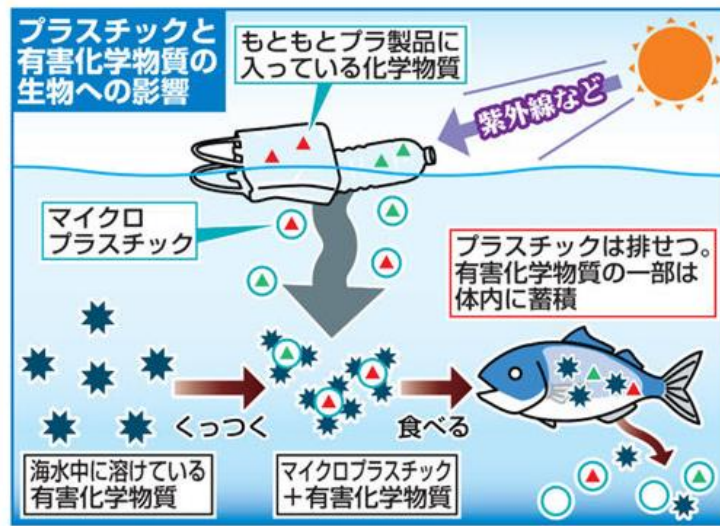 プラスチックと
有害化学物質の
生物への影響
もともとプラ製品に
入っている化学物質
紫外線など
マイクロ
プラスチック
プラスチックは排せつ。
有害化学物質の一部は
体内に蓄積
くっつく
食べる
海水中に溶けている
有害化学物質
マイクロプラスチック
＋有害化学物質